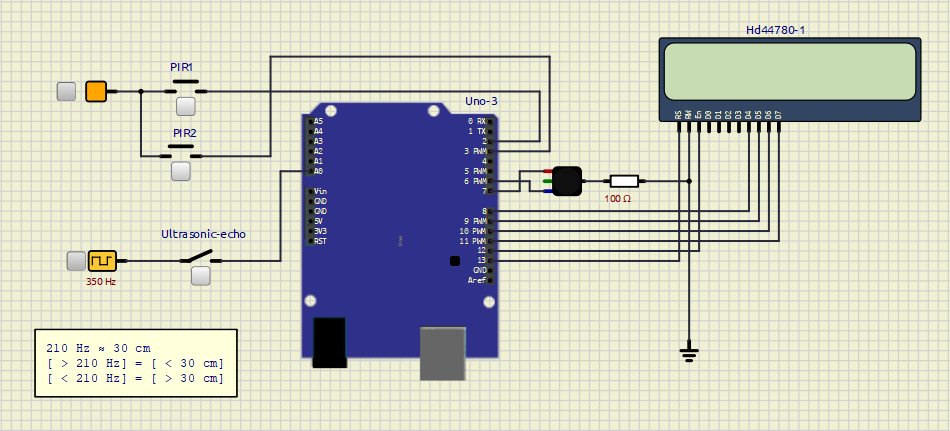 Hd44780-1
PIR1
Uno-3
RS RW En D0 D1 D2 D3 D4 D5 D6 D7
A5 0 RX
A4 1 TX
PIR2
A3 2
A2 3 PWM
A1 4
A0 5 PWM
6 PWM
Vin 7
GND
100 Ω
GND 8
5V 9 PWM
3V3 10 PWM
Ultrasonic-echo
RST 11 PWM
12
13
GND
Aref
Uno
350 Hz
210 Hz ≈ 30 cm
[ > 210 Hz] = [ < 30 cm]
[ < 210 Hz] = [ > 30 cm]